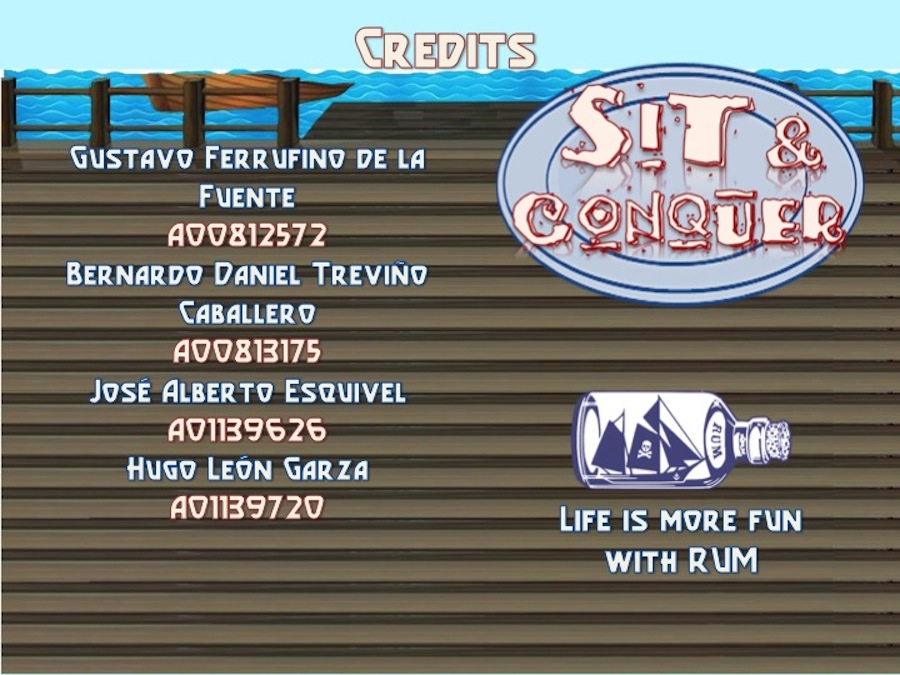 Credits
Gustavo Ferrufino de la
Fuente
A00812572
Bernardo Daniel Treviño
Caballero
A00813175
José Alberto Esquivel
A01139626
Hugo León Garza
A01139720
Sit &
Conquer
RUM
Life is more fun
with RUM